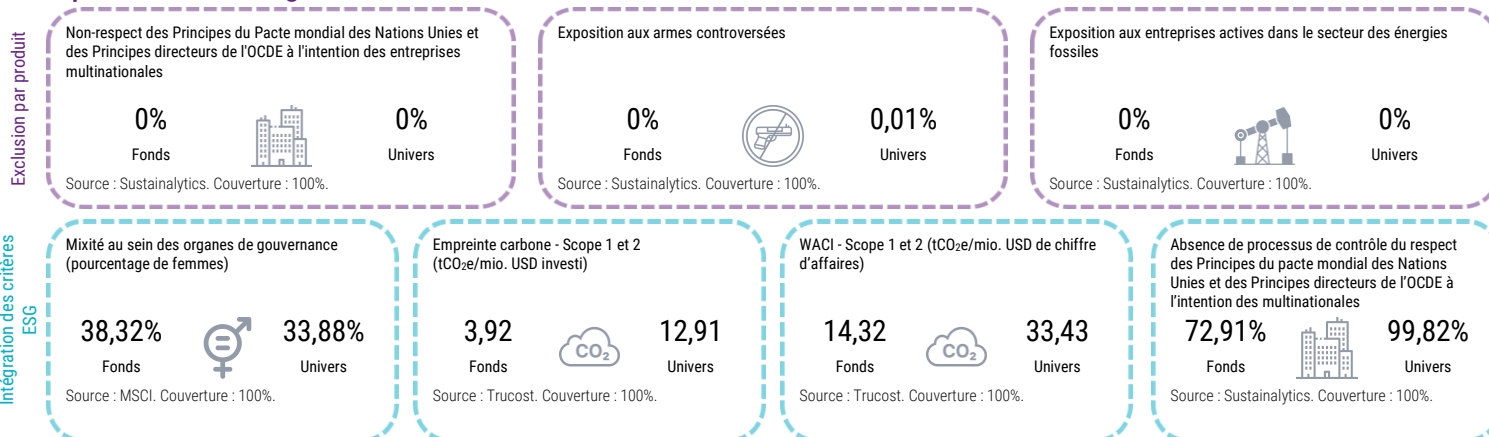 Exclusion par produit
Non-respect des Principes du Pacte mondial des Nations Unies et
des Principes directeurs de l'OCDE à l'intention des entreprises
multinationales
0%
0%
Fonds
Univers
Source : Sustainalytics. Couverture : 100%.
Exposition aux armes controversées
0%
0,01%
Fonds
Univers
Source : Sustainalytics. Couverture : 100%.
Exposition aux entreprises actives dans le secteur des énergies
fossiles
0%
0%
Fonds
Univers
Source : Sustainalytics. Couverture : 100%.
Intégration des critères
ESG
Mixité au sein des organes de gouvernance
(pourcentage de femmes)
38,32%
33,88%
Fonds
Univers
Source : MSCI. Couverture : 100%.
Empreinte carbone - Scope 1 et 2
(tCO₂e/mio. USD investi)
3,92
CO₂
12,91
Fonds
Univers
Source : Trucost. Couverture : 100%.
WACI - Scope 1 et 2 (tCO₂e/mio. USD de chiffre
d’affaires)
14,32
CO₂
33,43
Fonds
Univers
Source : Trucost. Couverture : 100%.
Absence de processus de contrôle du respect
des Principes du pacte mondial des Nations
Unies et des Principes directeurs de l’OCDE à
l’intention des multinationales
72,91%
99,82%
Fonds
Univers
Source : Sustainalytics. Couverture : 100%.